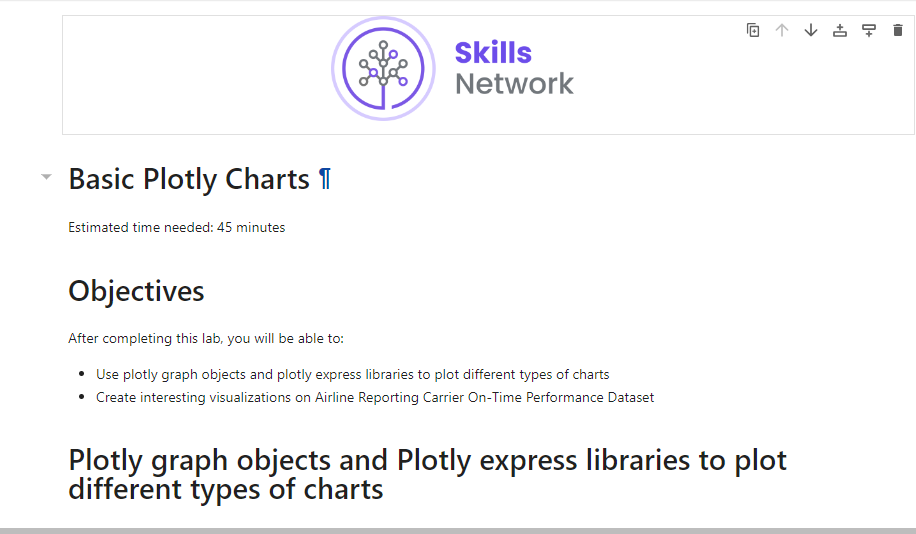 Skills
Network
Basic Plotly Charts ¶
Estimated time needed: 45 minutes
Objectives
After completing this lab, you will be able to:
• Use plotly graph objects and plotly express libraries to plot different types of charts
• Create interesting visualizations on Airline Reporting Carrier On-Time Performance Dataset
Plotly graph objects and Plotly express libraries to plot
different types of charts